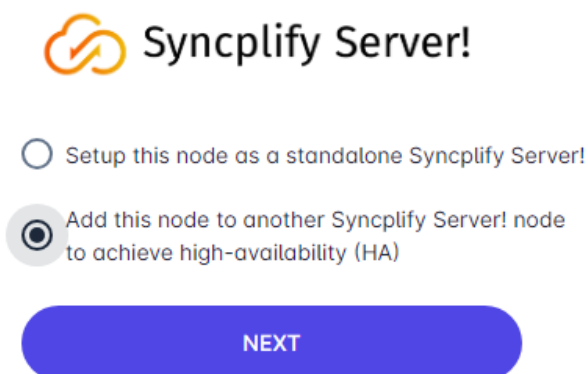 Syncplify Server!
Setup this node as a standalone Syncplify Server!
Add this node to another Syncplify Server! node
to achieve high-availability (HA)
NEXT